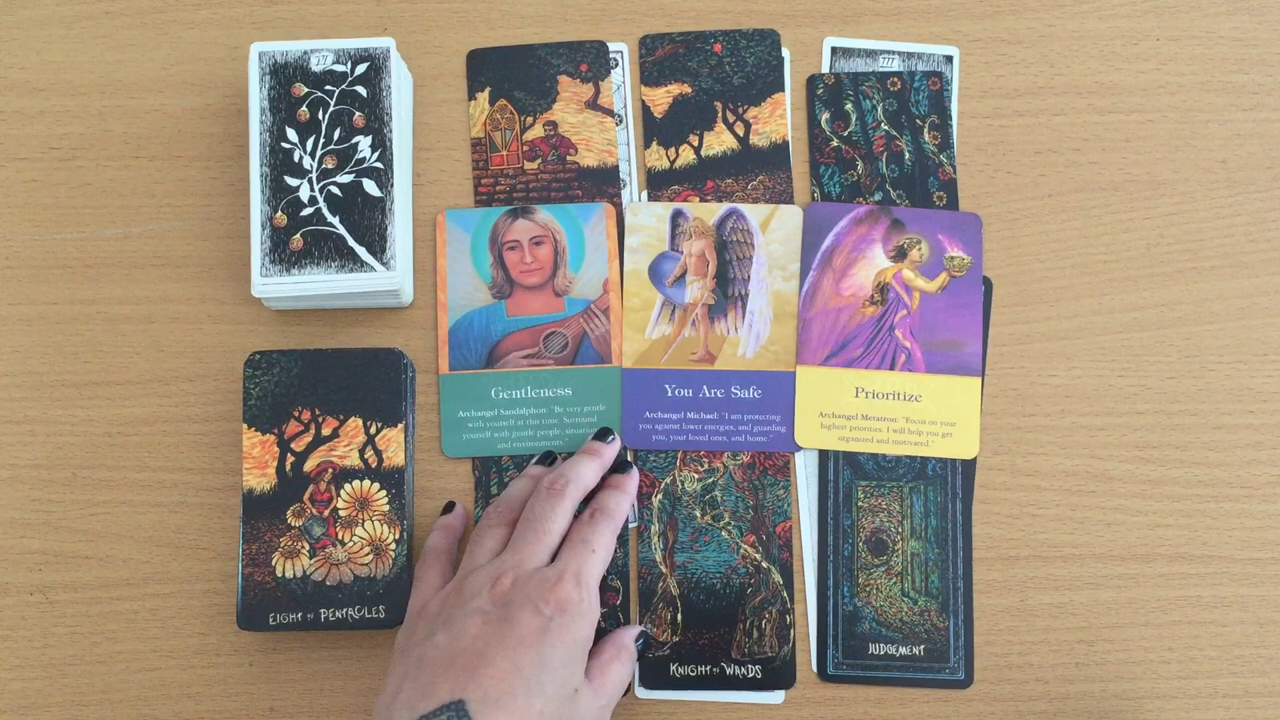 Gentleness
Archangel Sandalphon: "Be very gentle
with yourself at this time. Surround
yourself with gentle people, situations
and environments."
You Are Safe
Archangel Michael: "I am protecting
you against lower energies, and guarding
you, your loved ones, and home."
Prioritize
Archangel Metatron: "Focus on your
highest priorities. I will help you get
organized and motivated."
EIGHT OF PENTACLES
KNIGHT OF WANDS
JUDGEMENT